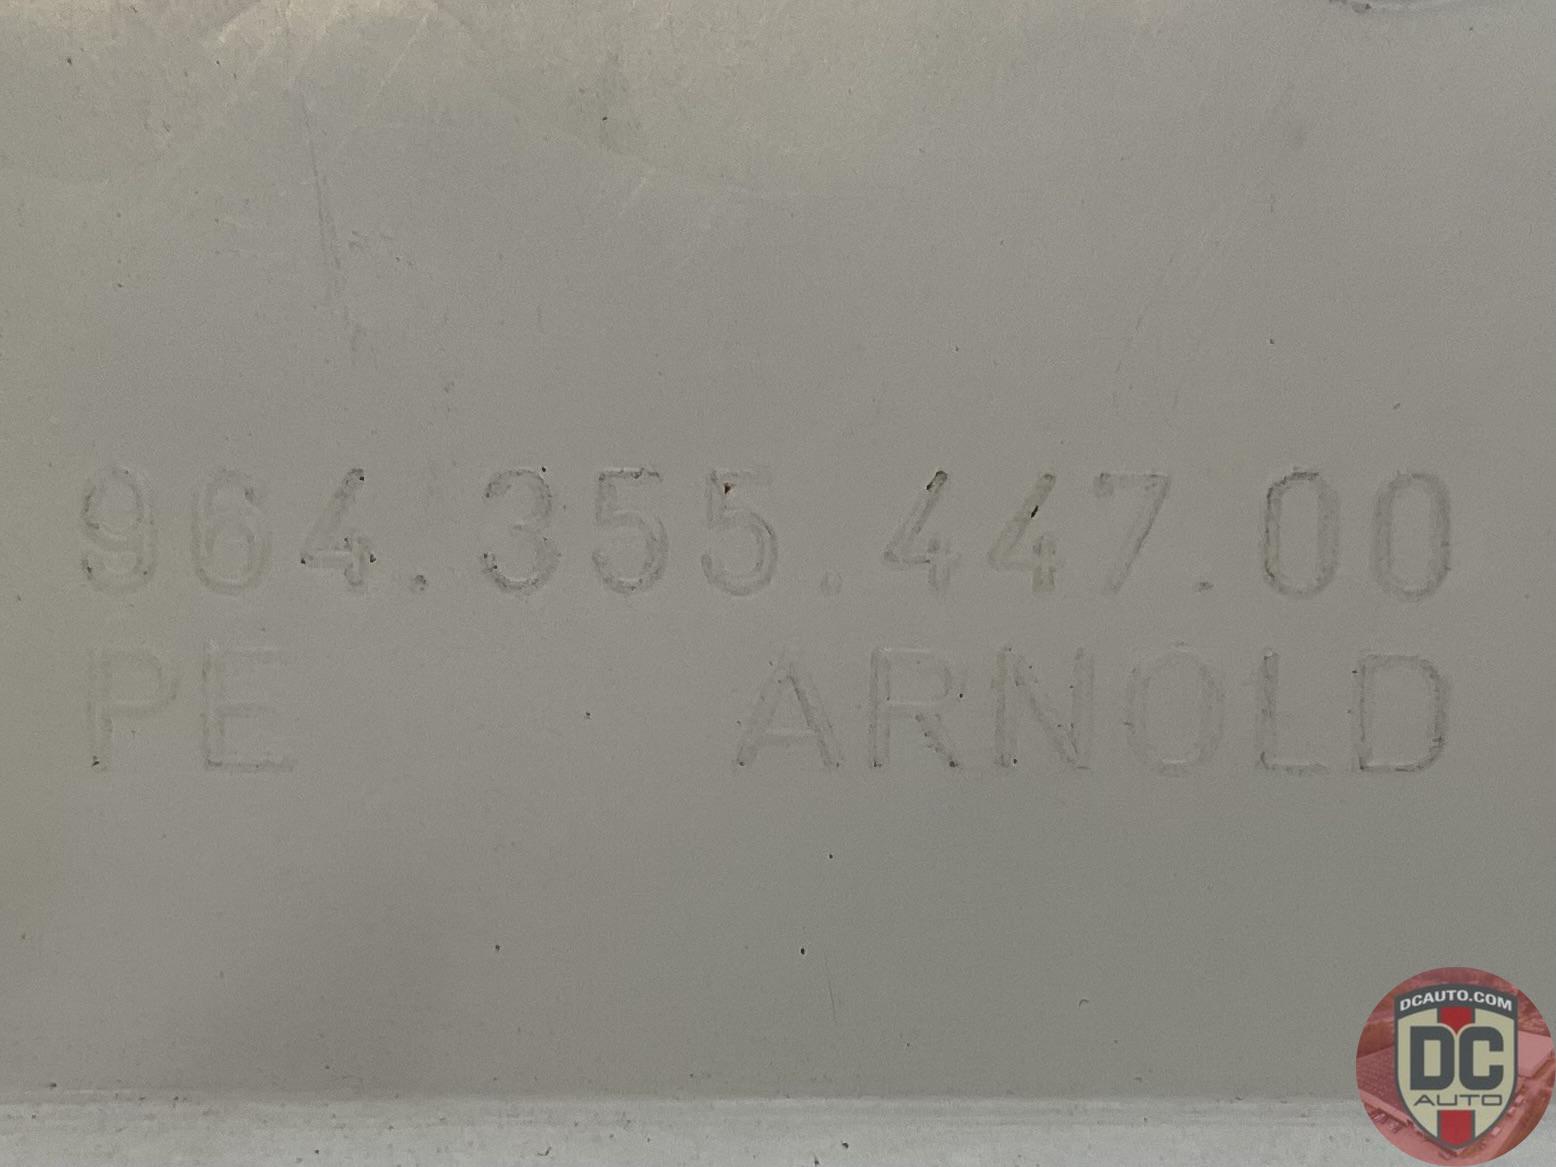 964.355.447.00
PE ARNOLD
DCAUTO.COM
DC
AUTO